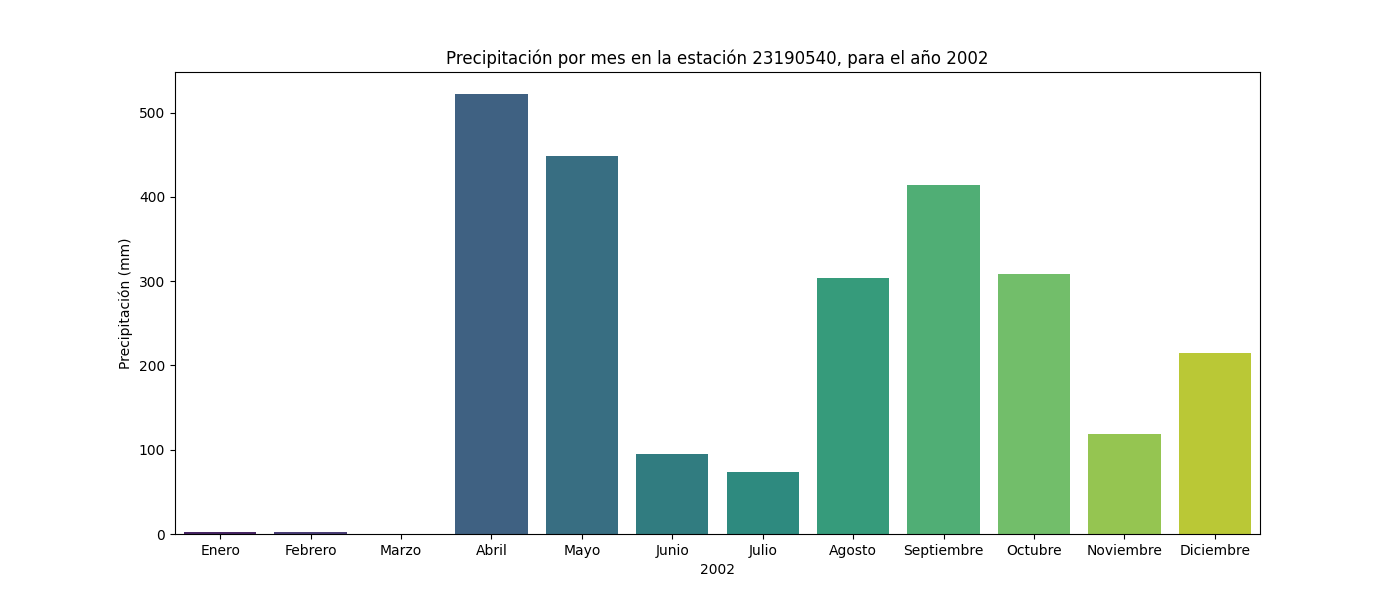 Precipitación por mes en la estación 23190540, para el año 2002
Precipitación (mm)
500
400
300
200
100
0
Enero Febrero Marzo Abril Mayo Junio Julio Agosto Septiembre Octubre Noviembre Diciembre
2002